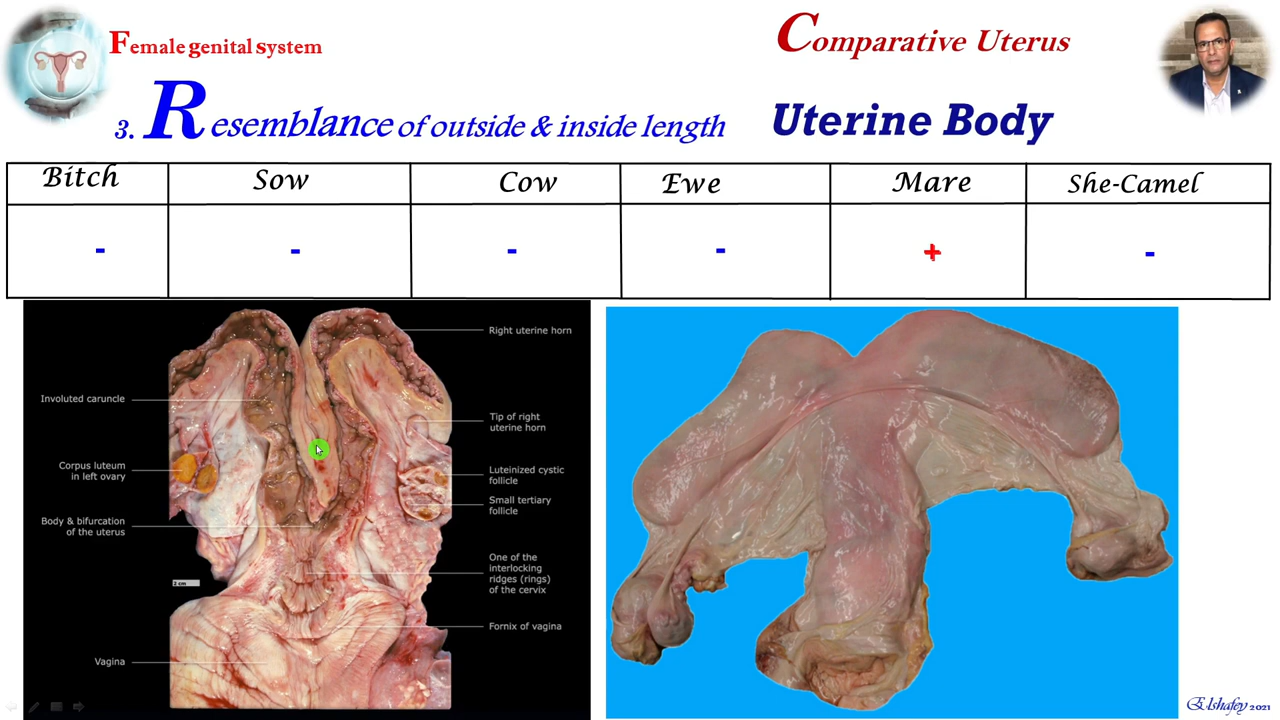 Female genital system
Comparative Uterus
3. Resemblance of outside & inside length
Uterine Body
Bitch Sow Cow Ewe Mare She-Camel
- - - - + -
Right uterine horn
Involuted caruncle
Tip of right
uterine horn
Corpus luteum
in left ovary
Luteinized cystic
follicle
Small tertiary
follicle
Body & bifurcation
of the uterus
One of the
interlocking
ridges (rings)
of the cervix
2 cm
Fornix of vagina
Vagina
Elshafey 2021